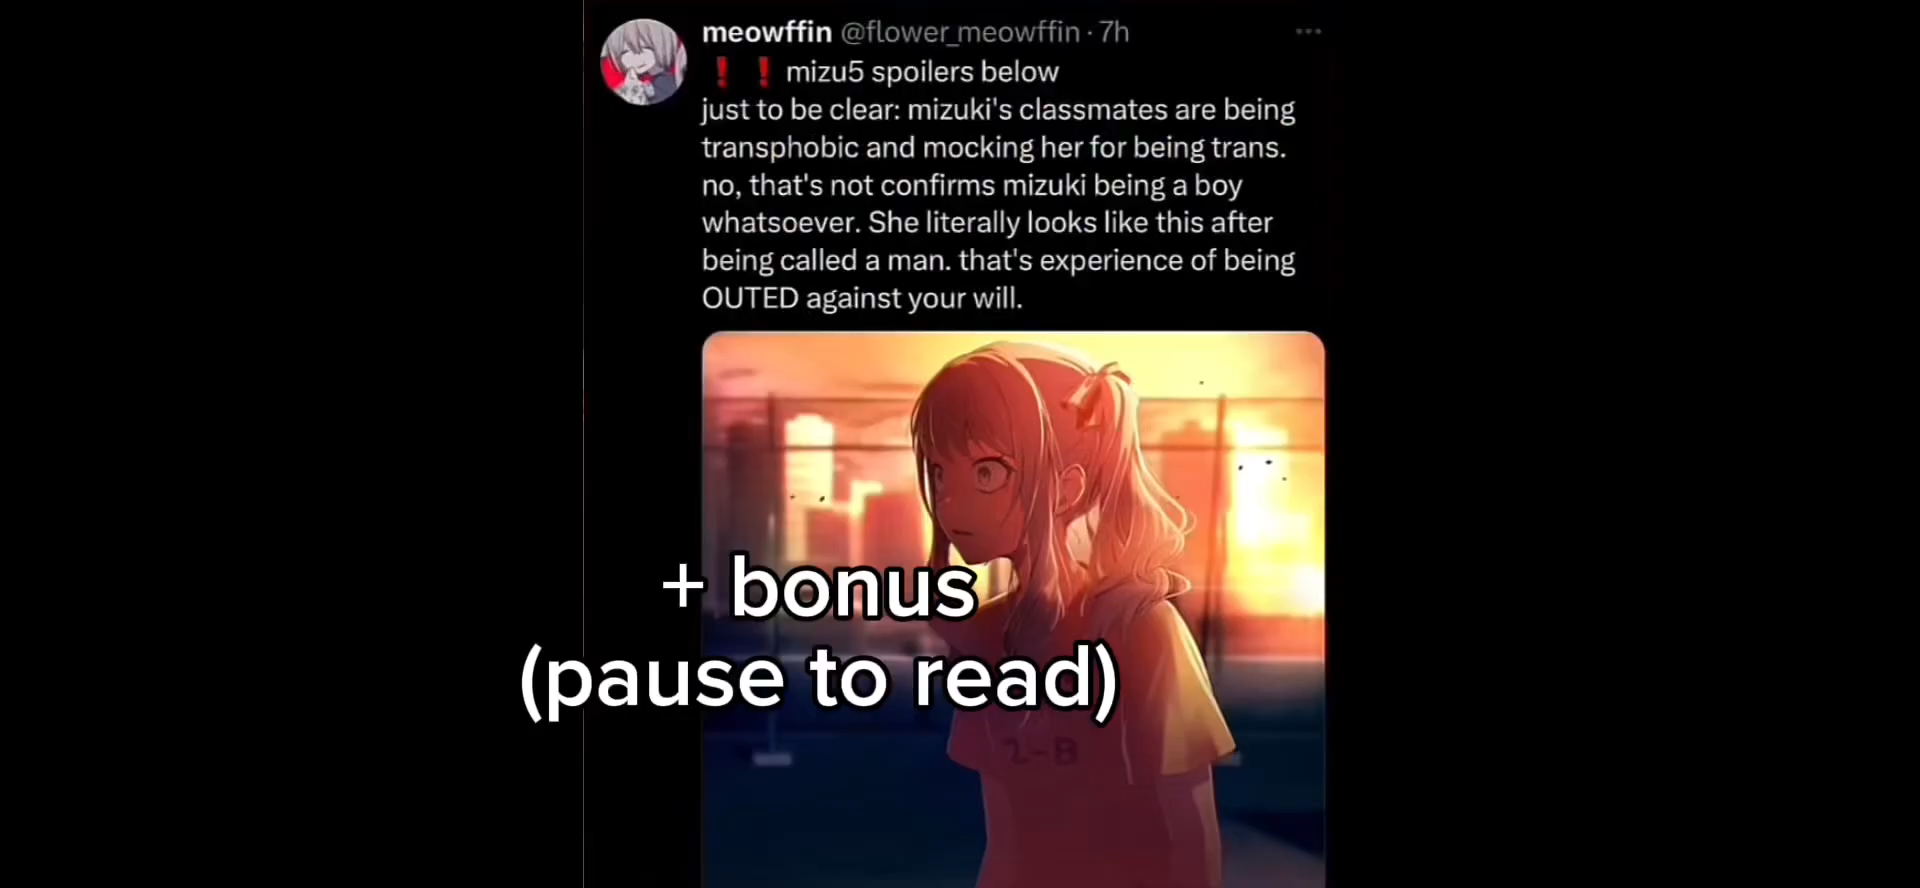 meowffin @flower_meowffin · 7h
❗ ❗ mizu5 spoilers below
just to be clear: mizuki's classmates are being
transphobic and mocking her for being trans.
no, that's not confirms mizuki being a boy
whatsoever. She literally looks like this after
being called a man. that's experience of being
OUTED against your will.
+ bonus
(pause to read)
2-B